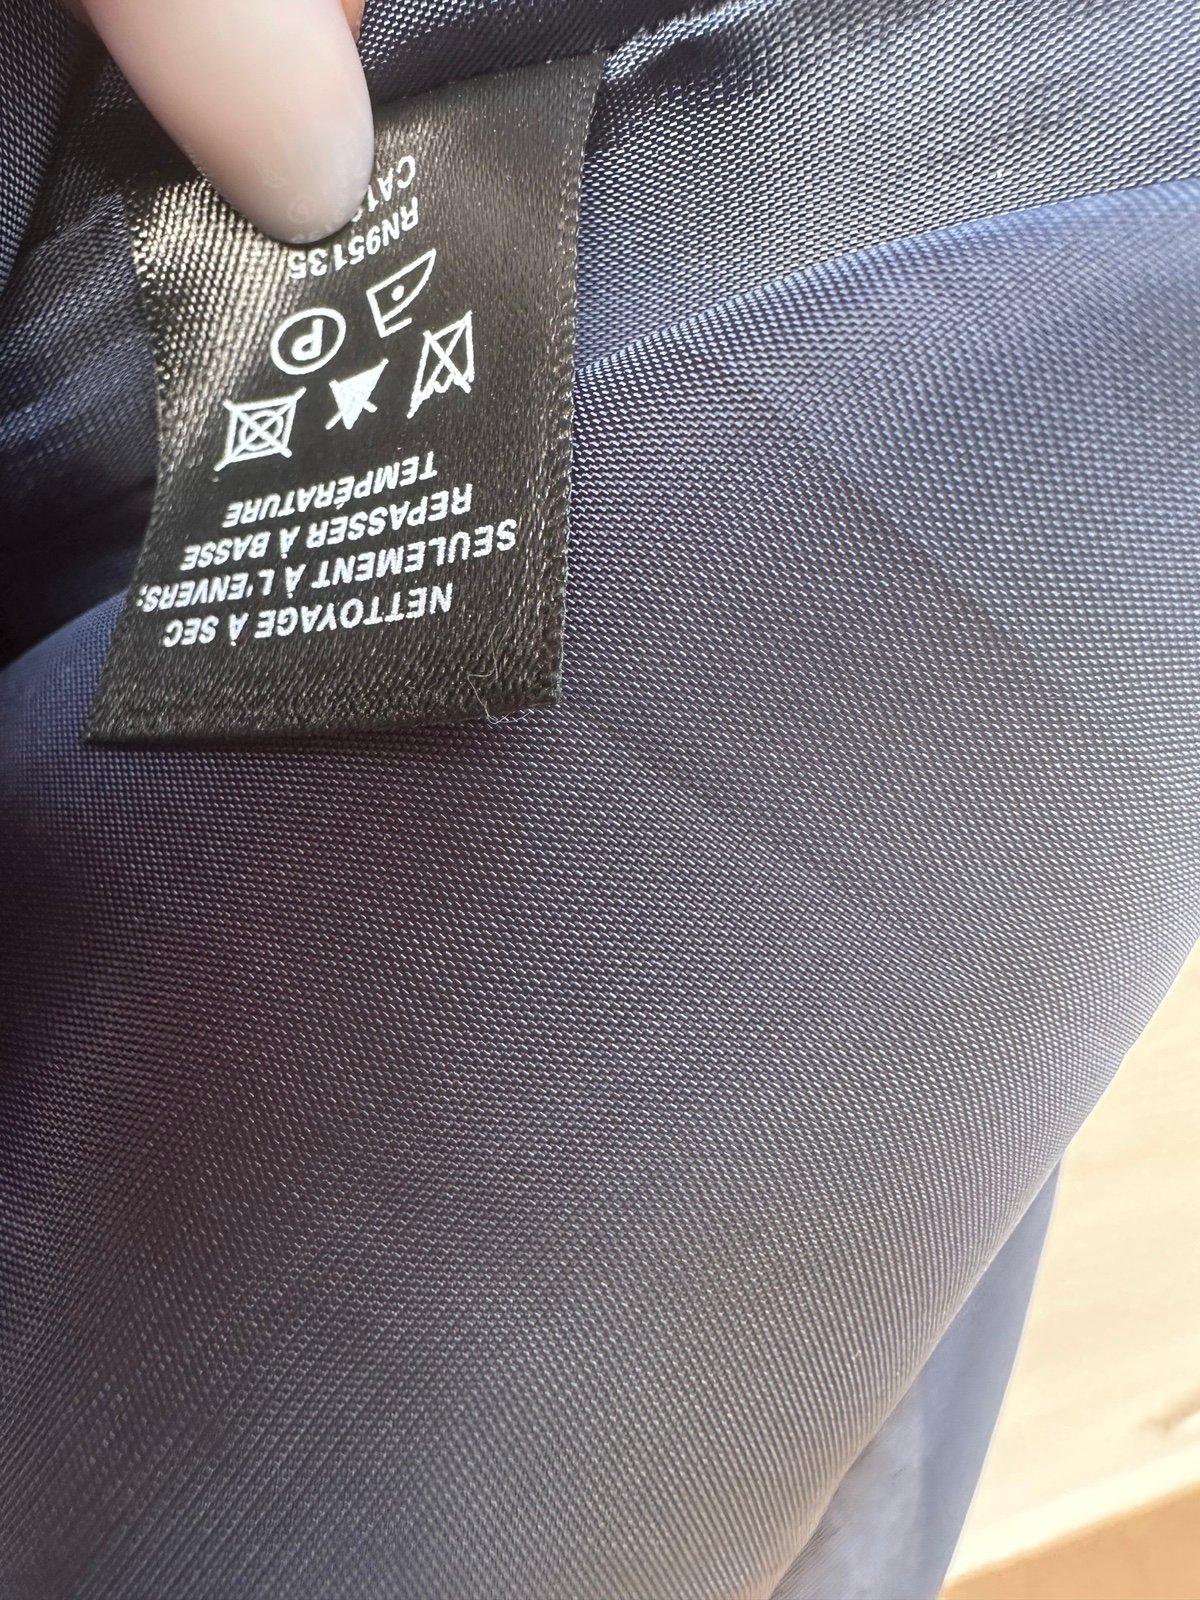 NETTOYAGE À SEC
SEULEMENT À L'ENVERS,
REPASSER À BASSE
TEMPÉRATURE
P
RN95135